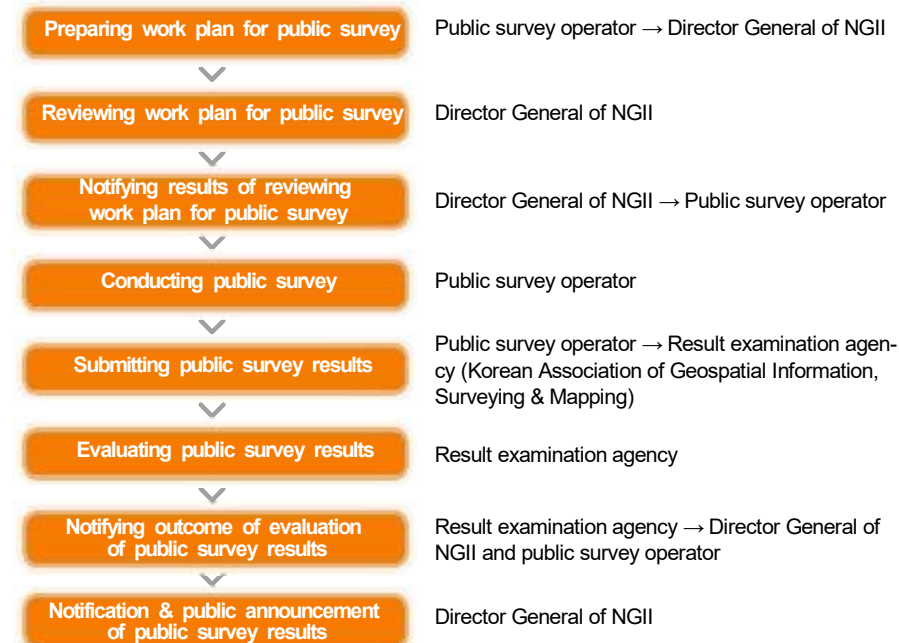 Preparing work plan for public survey
Public survey operator → Director General of NGII
Reviewing work plan for public survey
Director General of NGII
Notifying results of reviewing
work plan for public survey
Director General of NGII → Public survey operator
Conducting public survey
Public survey operator
Submitting public survey results
Public survey operator → Result examination agen-
cy (Korean Association of Geospatial Information,
Surveying & Mapping)
Evaluating public survey results
Result examination agency
Notifying outcome of evaluation
of public survey results
Result examination agency → Director General of
NGII and public survey operator
Notification & public announcement
of public survey results
Director General of NGII